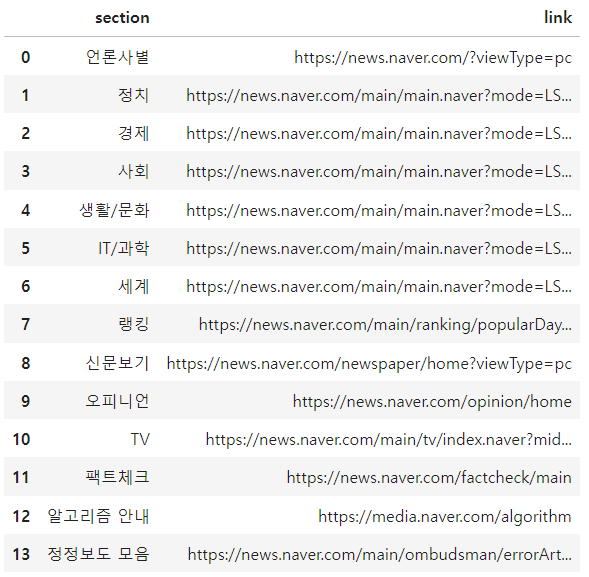 section link
0 언론사별 https://news.naver.com/?viewType=pc
1 정치 https://news.naver.com/main/main.naver?mode=LS...
2 경제 https://news.naver.com/main/main.naver?mode=LS...
3 사회 https://news.naver.com/main/main.naver?mode=LS...
4 생활/문화 https://news.naver.com/main/main.naver?mode=LS...
5 IT/과학 https://news.naver.com/main/main.naver?mode=LS...
6 세계 https://news.naver.com/main/main.naver?mode=LS...
7 랭킹 https://news.naver.com/main/ranking/popularDay...
8 신문보기 https://news.naver.com/newspaper/home?viewType=pc
9 오피니언 https://news.naver.com/opinion/home
10 TV https://news.naver.com/main/tv/index.naver?mid...
11 팩트체크 https://news.naver.com/factcheck/main
12 알고리즘 안내 https://media.naver.com/algorithm
13 정정보도 모음 https://news.naver.com/main/ombudsman/errorArt...